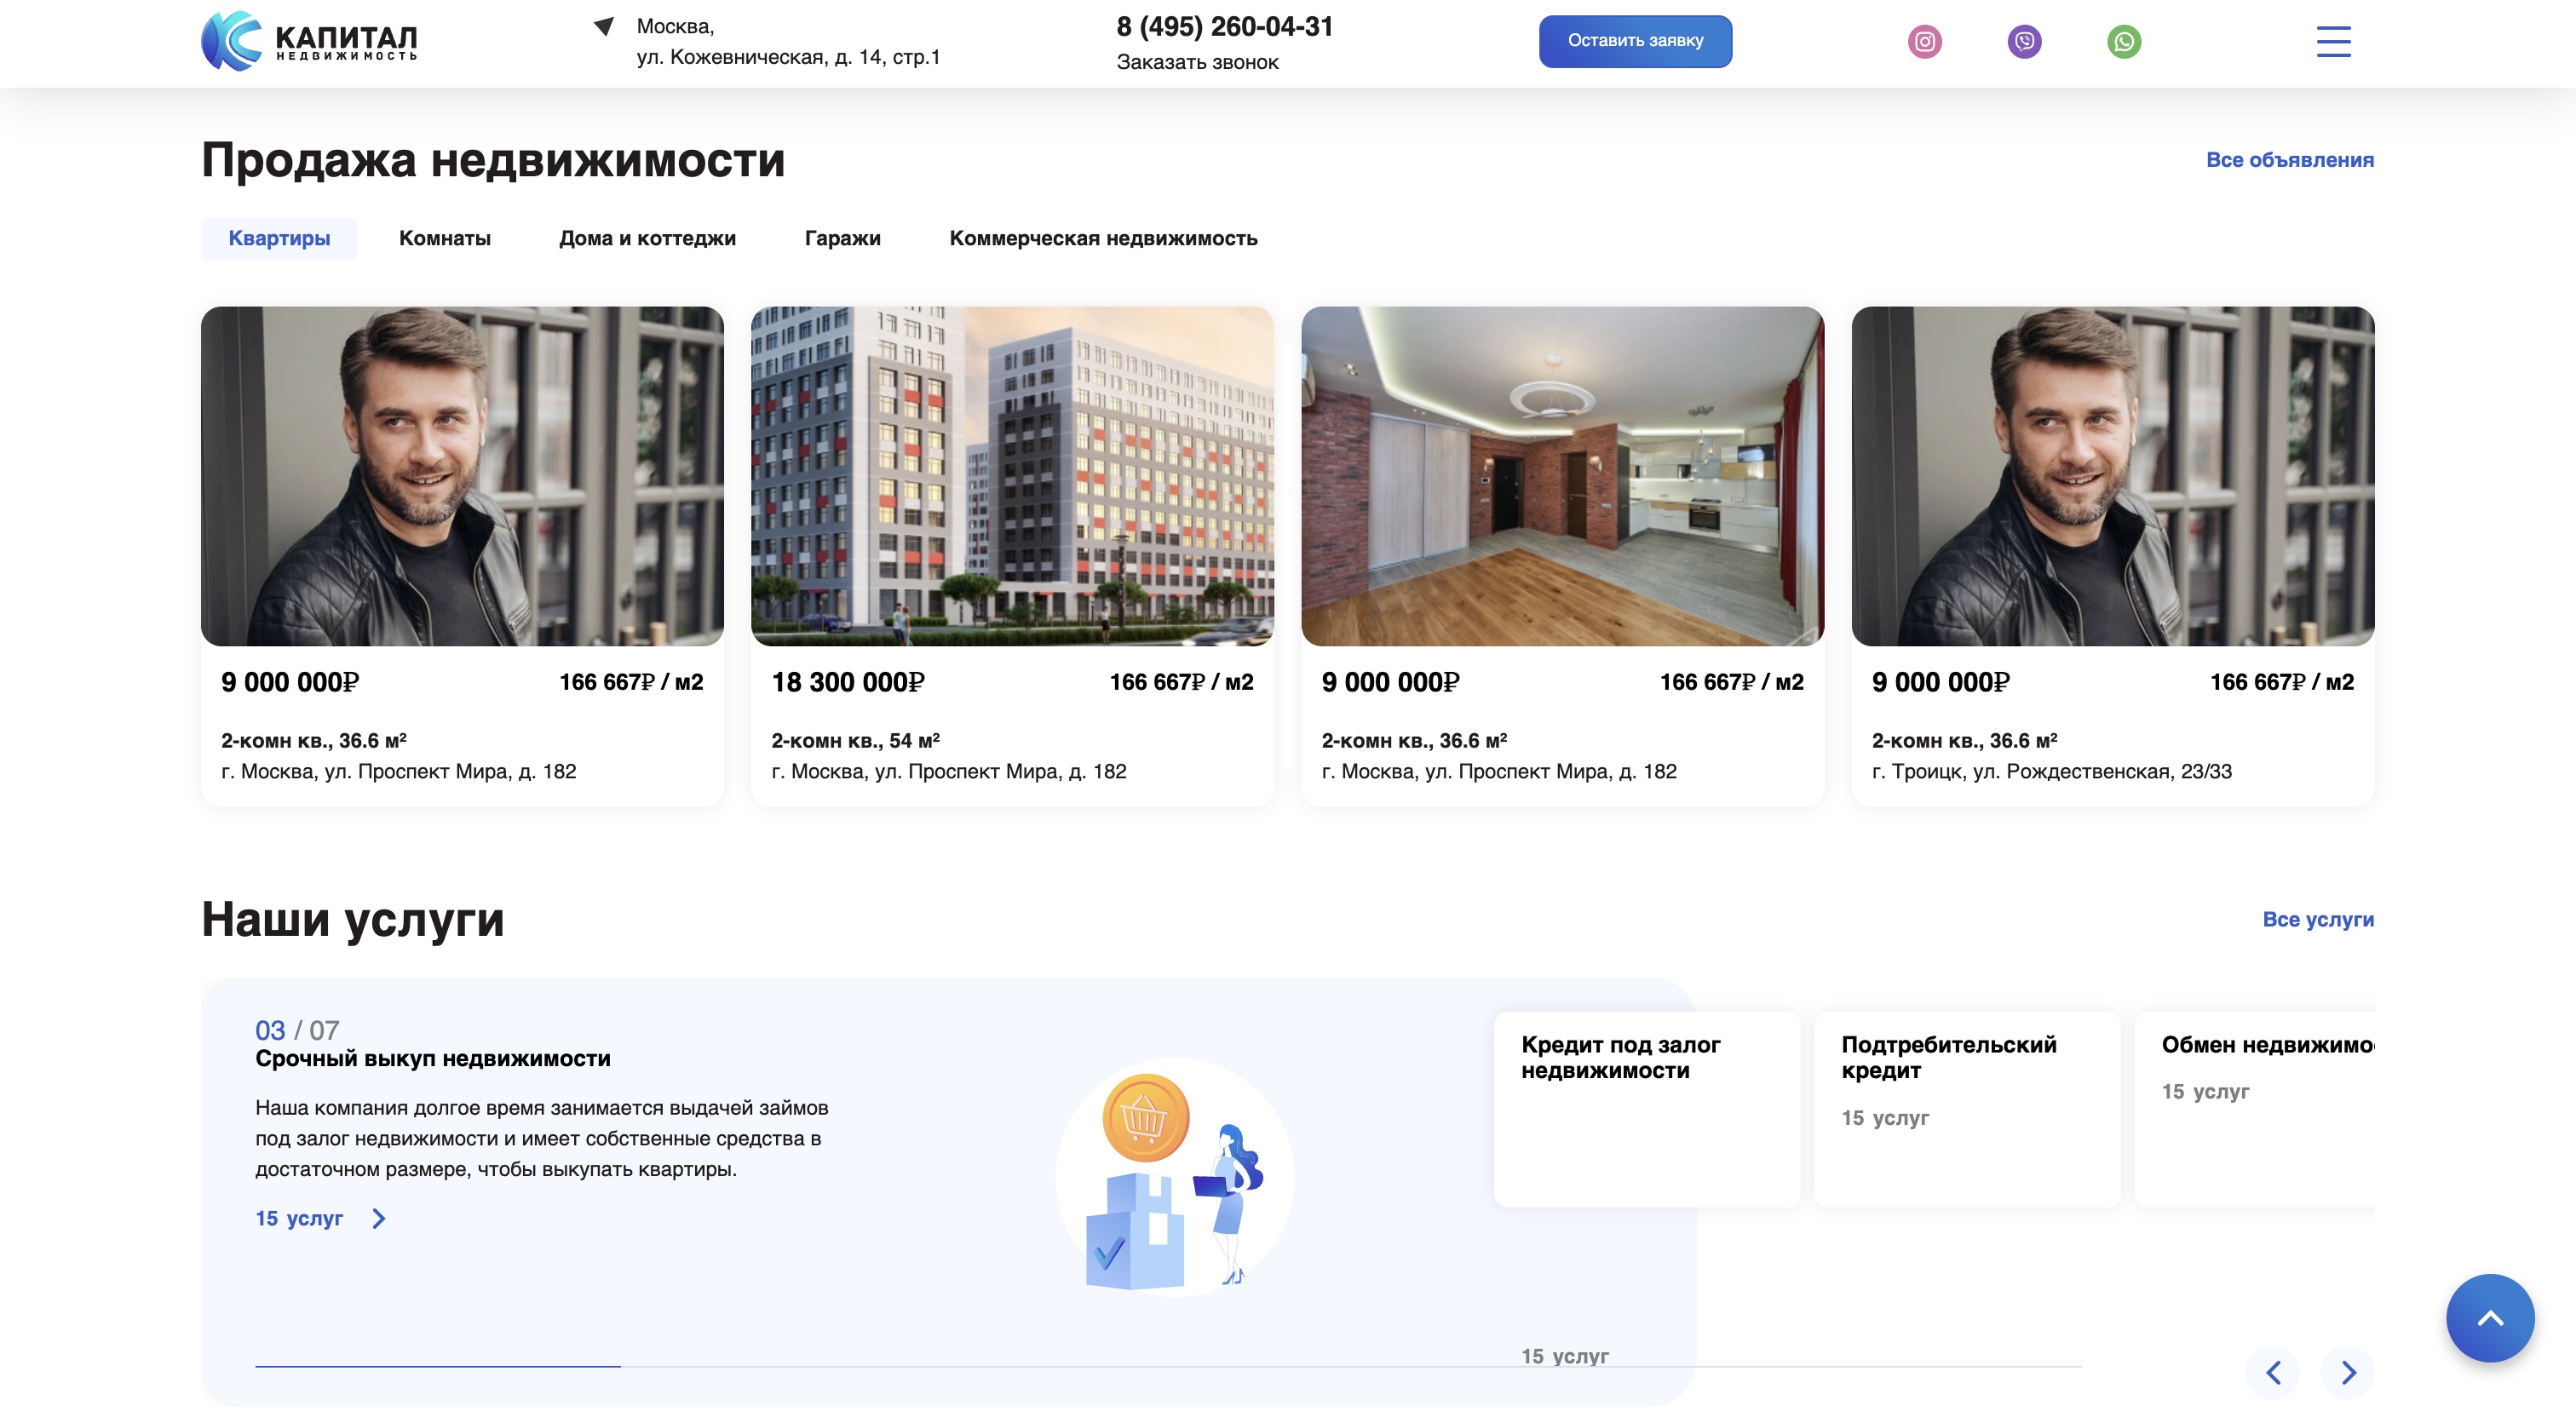 КАПИТАЛ
НЕДВИЖИМОСТЬ
Москва,
ул. Кожевническая, д. 14, стр.1
8 (495) 260-04-31
Заказать звонок
Оставить заявку
Продажа недвижимости
Все объявления
Квартиры
Комнаты
Дома и коттеджи
Гаражи
Коммерческая недвижимость
9 000 000₽
166 667₽ / м2
2-комн кв., 36.6 м²
г. Москва, ул. Проспект Мира, д. 182
18 300 000₽
166 667₽ / м2
2-комн кв., 54 м²
г. Москва, ул. Проспект Мира, д. 182
9 000 000₽
166 667₽ / м2
2-комн кв., 36.6 м²
г. Москва, ул. Проспект Мира, д. 182
9 000 000₽
166 667₽ / м2
2-комн кв., 36.6 м²
г. Троицк, ул. Рождественская, 23/33
Наши услуги
Все услуги
03 / 07
Срочный выкуп недвижимости
Наша компания долгое время занимается выдачей займов
под залог недвижимости и имеет собственные средства в
достаточном размере, чтобы выкупать квартиры.
15 услуг
Кредит под залог
недвижимости
15 услуг
Подтребительский
кредит
15 услуг
Обмен недвижимо
15 услуг